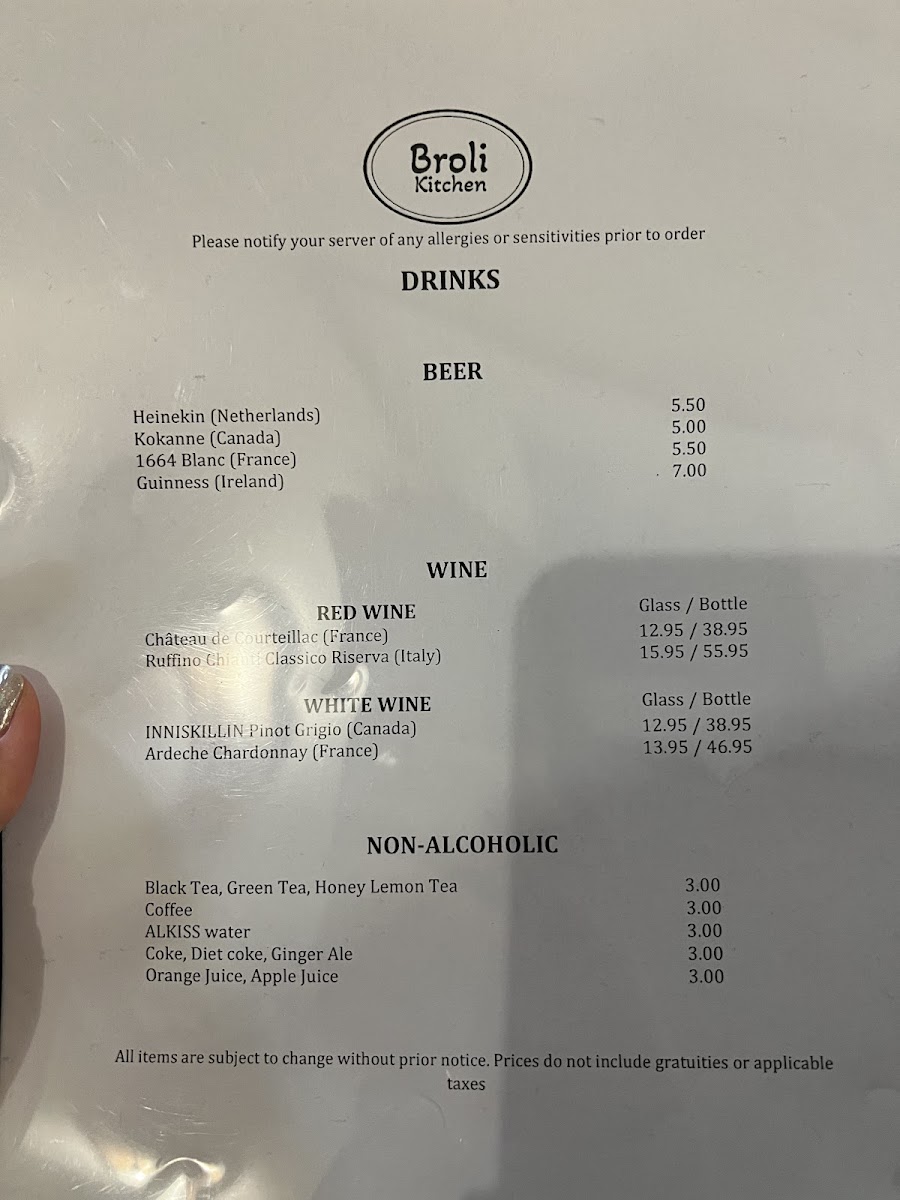 Broli
Kitchen
Please notify your server of any allergies or sensitivities prior to order
DRINKS
BEER
Heinekin (Netherlands) 5.50
Kokanne (Canada) 5.00
1664 Blanc (France) 5.50
Guinness (Ireland) 7.00
WINE
RED WINE Glass / Bottle
Château de Courteillac (France) 12.95 / 38.95
Ruffino Chianti Classico Riserva (Italy) 15.95 / 55.95
WHITE WINE Glass / Bottle
INNISKILLIN Pinot Grigio (Canada) 12.95 / 38.95
Ardeche Chardonnay (France) 13.95 / 46.95
NON-ALCOHOLIC
Black Tea, Green Tea, Honey Lemon Tea 3.00
Coffee 3.00
ALKISS water 3.00
Coke, Diet coke, Ginger Ale 3.00
Orange Juice, Apple Juice 3.00
All items are subject to change without prior notice. Prices do not include gratuities or applicable
taxes